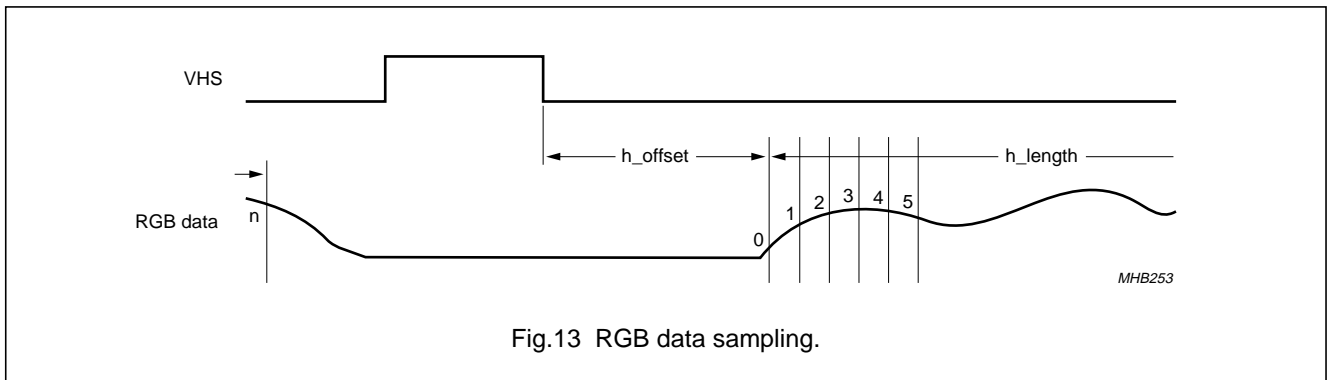 VHS
h_offset
h_length
RGB data
n
0
1
2
3
4
5
MHB253
Fig.13 RGB data sampling.